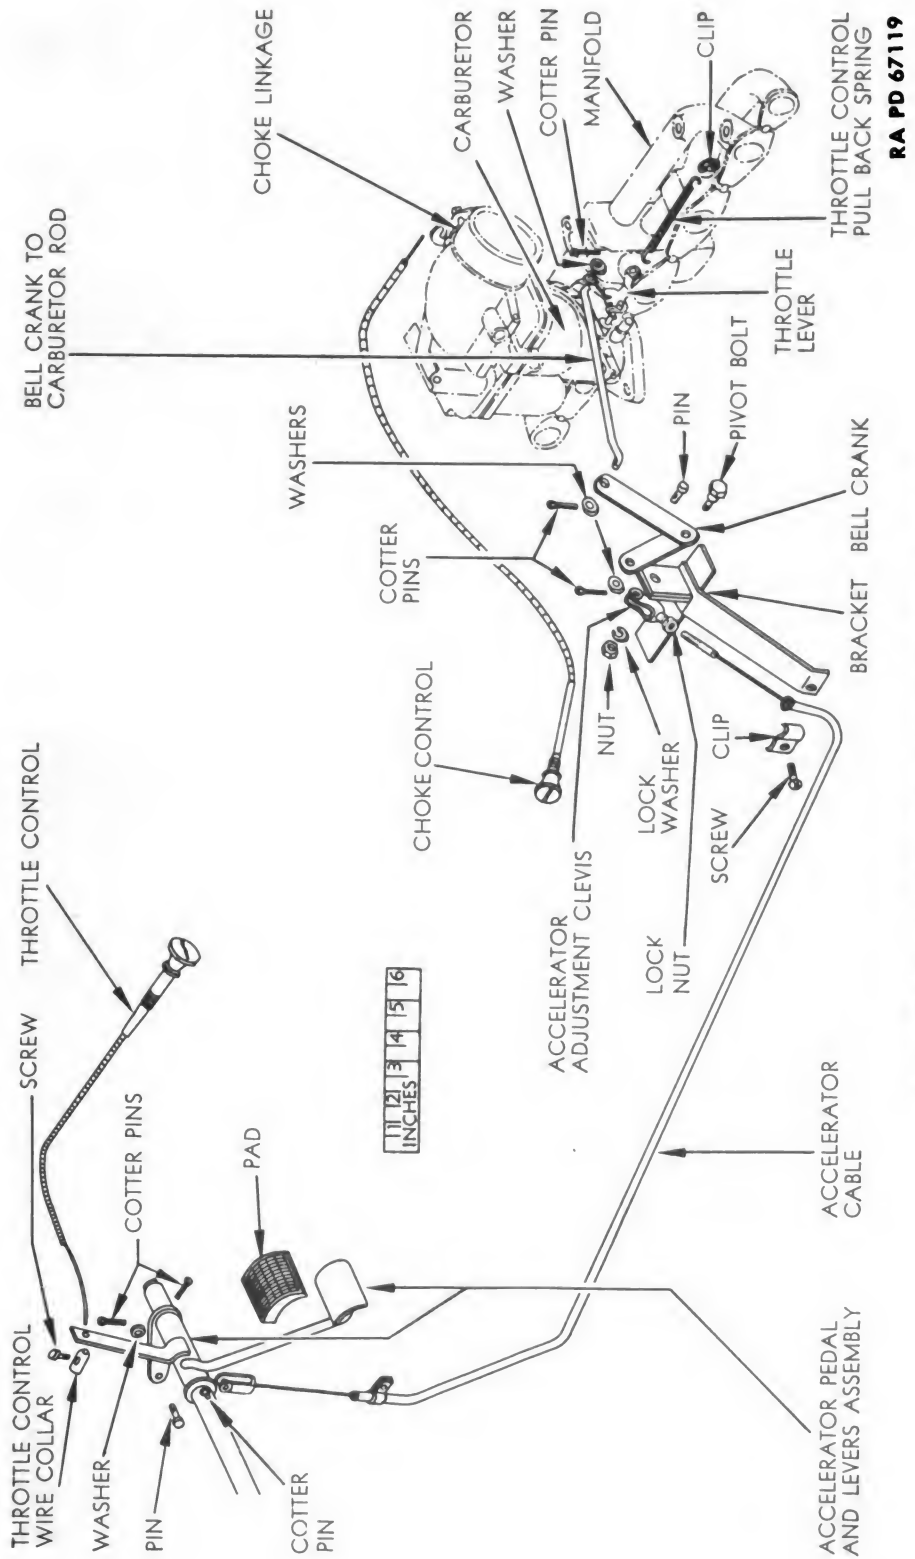 THROTTLE CONTROL
WIRE COLLAR
SCREW
THROTTLE CONTROL
BELL CRANK TO
CARBURETOR ROD
WASHER
COTTER PINS
PIN
PAD
COTTER
PIN
CHOKE LINKAGE
WASHERS
COTTER
PINS
CHOKE CONTROL
CARBURETOR
WASHER
COTTER PIN
MANIFOLD
CLIP
1 2 3 4 5 6
INCHES
ACCELERATOR
ADJUSTMENT CLEVIS
NUT
LOCK
WASHER
LOCK
NUT
CLIP
SCREW
PIN
PIVOT BOLT
THROTTLE
LEVER
THROTTLE CONTROL
PULL BACK SPRING
BRACKET
BELL CRANK
ACCELERATOR
CABLE
ACCELERATOR PEDAL
AND LEVERS ASSEMBLY
RA PD 67119